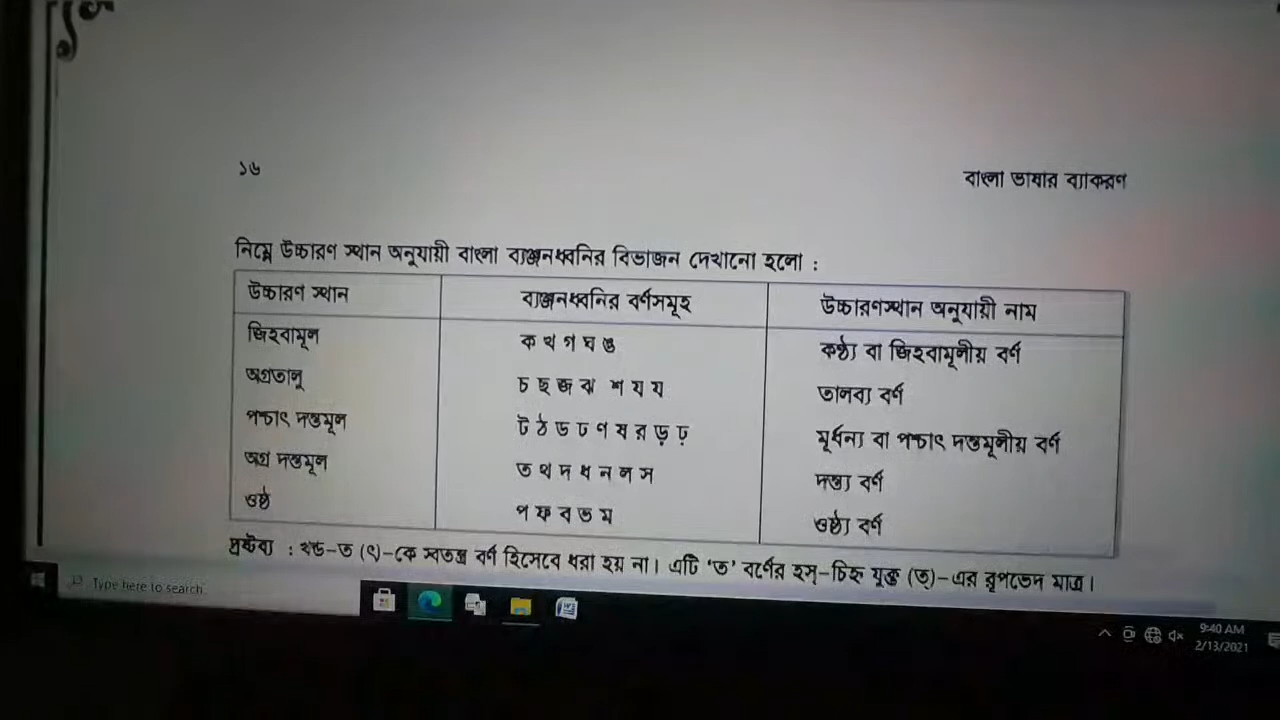 ১৬
বাংলা ভাষার ব্যাকরণ
নিম্নে উচ্চারণ স্থান অনুযায়ী বাংলা ব্যঞ্জনধ্বনির বিভাজন দেখানো হলো :
উচ্চারণ স্থান ব্যঞ্জনধ্বনির বর্ণসমূহ উচ্চারণস্থান অনুযায়ী নাম
জিহবামূল ক খ গ ঘ ঙ কণ্ঠ্য বা জিহবামূলীয় বর্ণ
অগ্রতালু চ ছ জ ঝ শ য য তালব্য বর্ণ
পশ্চাৎ দন্তমূল ট ঠ ড ঢ ণ ষ র ড় ঢ় মূর্ধন্য বা পশ্চাৎ দন্তমূলীয় বর্ণ
অগ্র দন্তমূল ত থ দ ধ ন ল স দন্ত্য বর্ণ
ওষ্ঠ প ফ ব ভ ম ওষ্ঠ্য বর্ণ
দ্রষ্টব্য : খন্ড-ত (ৎ)-কে স্বতন্ত্র বর্ণ হিসেবে ধরা হয় না। এটি ‘ত’ বর্ণের হস্-চিহ্ন যুক্ত (ত্)-এর রূপভেদ মাত্র।
Type here to search
9:40 AM
2/13/2021